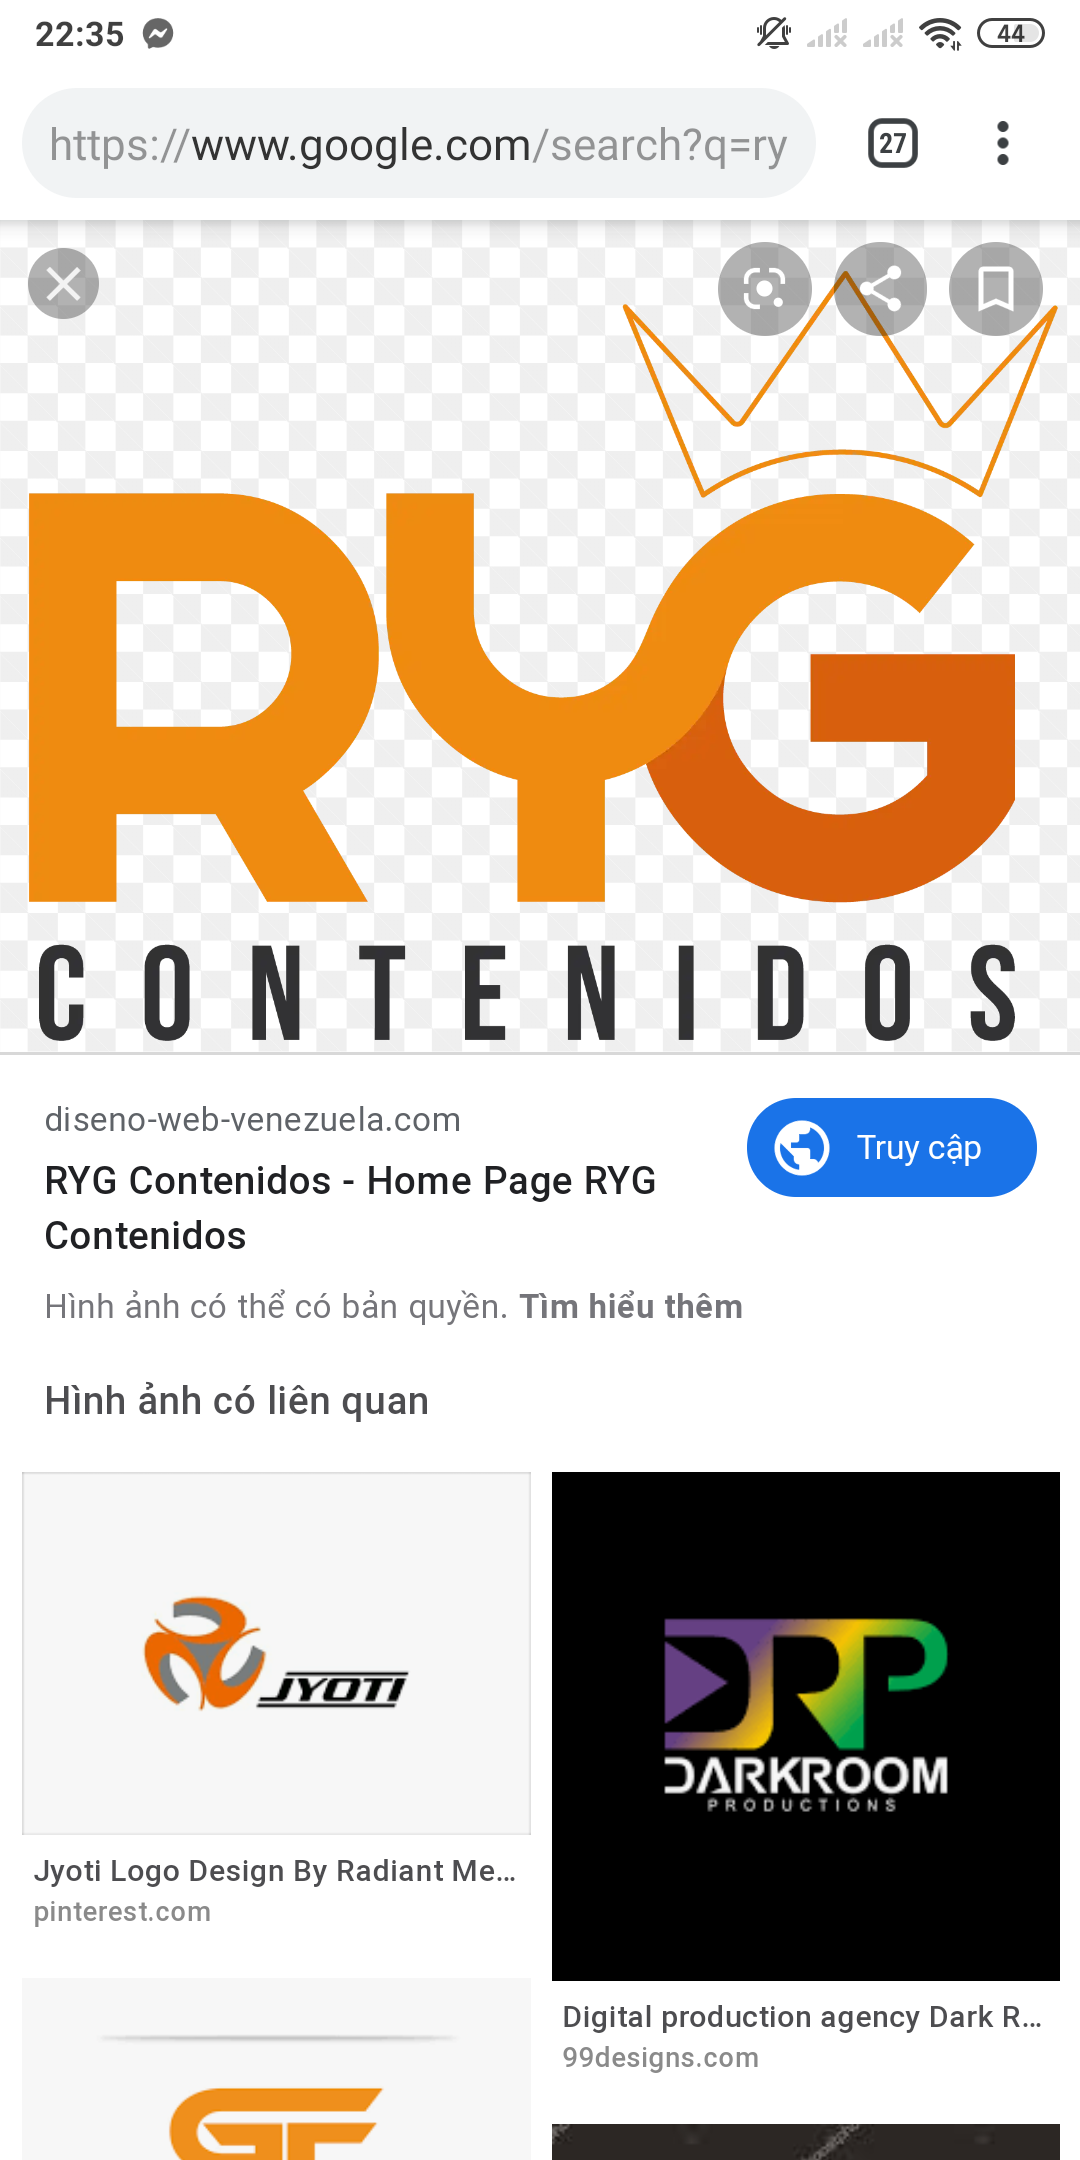 22:35
44
https://www.google.com/search?q=ry
27
RYG
CONTENIDOS
diseno-web-venezuela.com
Truy cập
RYG Contenidos - Home Page RYG
Contenidos
Hình ảnh có thể có bản quyền. Tìm hiểu thêm
Hình ảnh có liên quan
JYOTI
DRP
DARKROOM
PRODUCTIONS
Jyoti Logo Design By Radiant Me...
pinterest.com
Digital production agency Dark R...
99designs.com